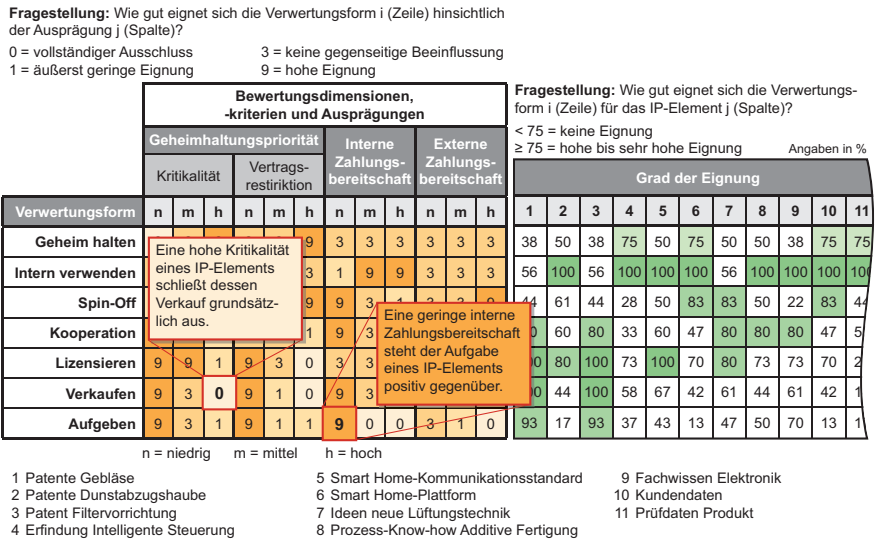 Fragestellung: Wie gut eignet sich die Verwertungsform i (Zeile) hinsichtlich
der Ausprägung j (Spalte)?
0 = vollständiger Ausschluss 3 = keine gegenseitige Beeinflussung
1 = äußerst geringe Eignung 9 = hohe Eignung
Fragestellung: Wie gut eignet sich die Verwertungs-
form i (Zeile) für das IP-Element j (Spalte)?
< 75 = keine Eignung
≥ 75 = hohe bis sehr hohe Eignung Angaben in %
Bewertungsdimensionen,
-kriterien und Ausprägungen
Geheimhaltungspriorität
Interne
Zahlungs-
bereitschaft
Externe
Zahlungs-
bereitschaft
Kritikalität
Vertrags-
restiriktion
Grad der Eignung
Verwertungsform n m h n m h n m h n m h 1 2 3 4 5 6 7 8 9 10 11
Geheim halten 9 3 3 3 3 3 3 38 50 38 75 50 75 50 50 38 75 75
Intern verwenden 3 1 9 9 3 3 3 56 100 56 100 100 100 56 100 100 100 100
Spin-Off 9 9 3 1 3 3 9 44 61 44 28 50 83 83 50 22 83 44
Kooperation 1 9 3 60 80 33 60 47 80 80 80 47
Lizensieren 9 9 1 9 3 0 3 3 80 100 73 100 70 80 73 73 70
Verkaufen 9 3 0 9 1 0 9 3 44 100 58 67 42 61 44 61 42
Aufgeben 9 3 1 9 1 1 9 0 0 3 1 0 93 17 93 37 43 13 47 50 70 13
Eine hohe Kritikalität
eines IP-Elements
schließt dessen
Verkauf grundsätz-
lich aus.
Eine geringe interne
Zahlungsbereitschaft
steht der Aufgabe
eines IP-Elements
positiv gegenüber.
n = niedrig m = mittel h = hoch
1 Patente Gebläse
2 Patente Dunstabzugshaube
3 Patent Filtervorrichtung
4 Erfindung Intelligente Steuerung
5 Smart Home-Kommunikationsstandard
6 Smart Home-Plattform
7 Ideen neue Lüftungstechnik
8 Prozess-Know-how Additive Fertigung
9 Fachwissen Elektronik
10 Kundendaten
11 Prüfdaten Produkt